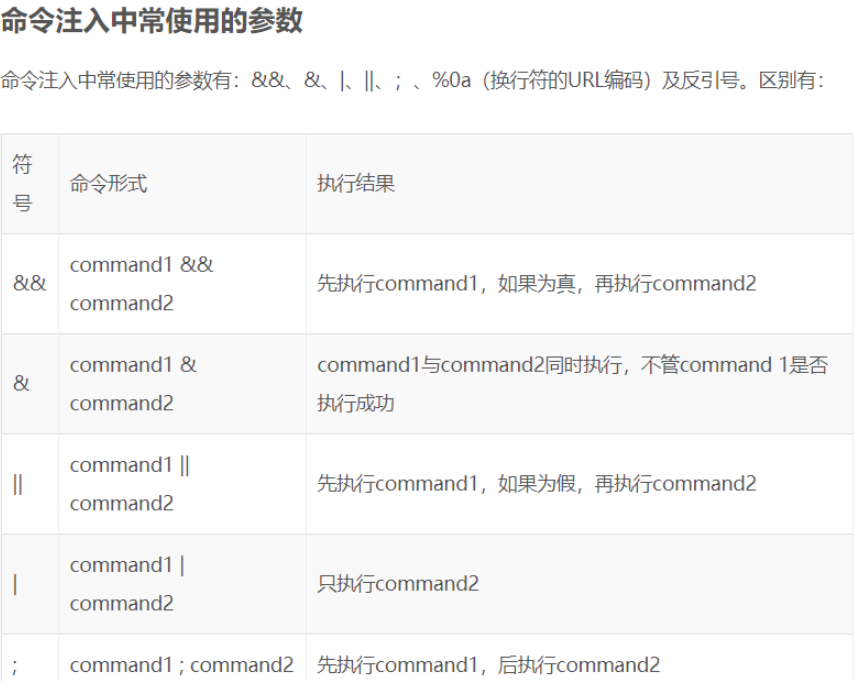 命令注入中常使用的参数
命令注入中常使用的参数有：&&、&、|、||、；、%0a（换行符的URL编码）及反引号。区别有：
符
号
命令形式
执行结果
&&
command1 &&
command2
先执行command1，如果为真，再执行command2
&
command1 &
command2
command1与command2同时执行，不管command 1是否
执行成功
||
command1 ||
command2
先执行command1，如果为假，再执行command2
|
command1 |
command2
只执行command2
;
command1 ; command2
先执行command1，后执行command2